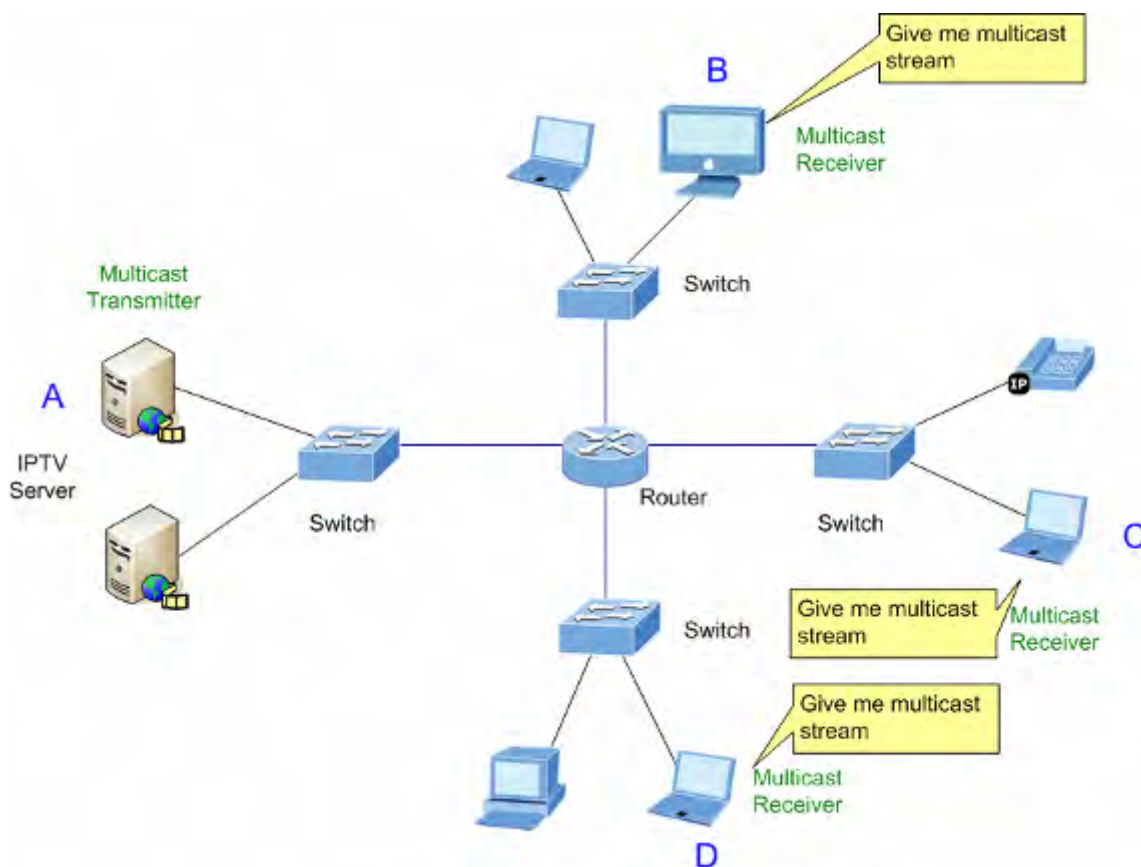 Give me multicast
stream
B
Multicast
Receiver
Switch
Multicast
Transmitter
A
IPTV
Server
Switch
Router
IP
Switch
C
Give me multicast
stream
Multicast
Receiver
Switch
Give me multicast
stream
Multicast
Receiver
D